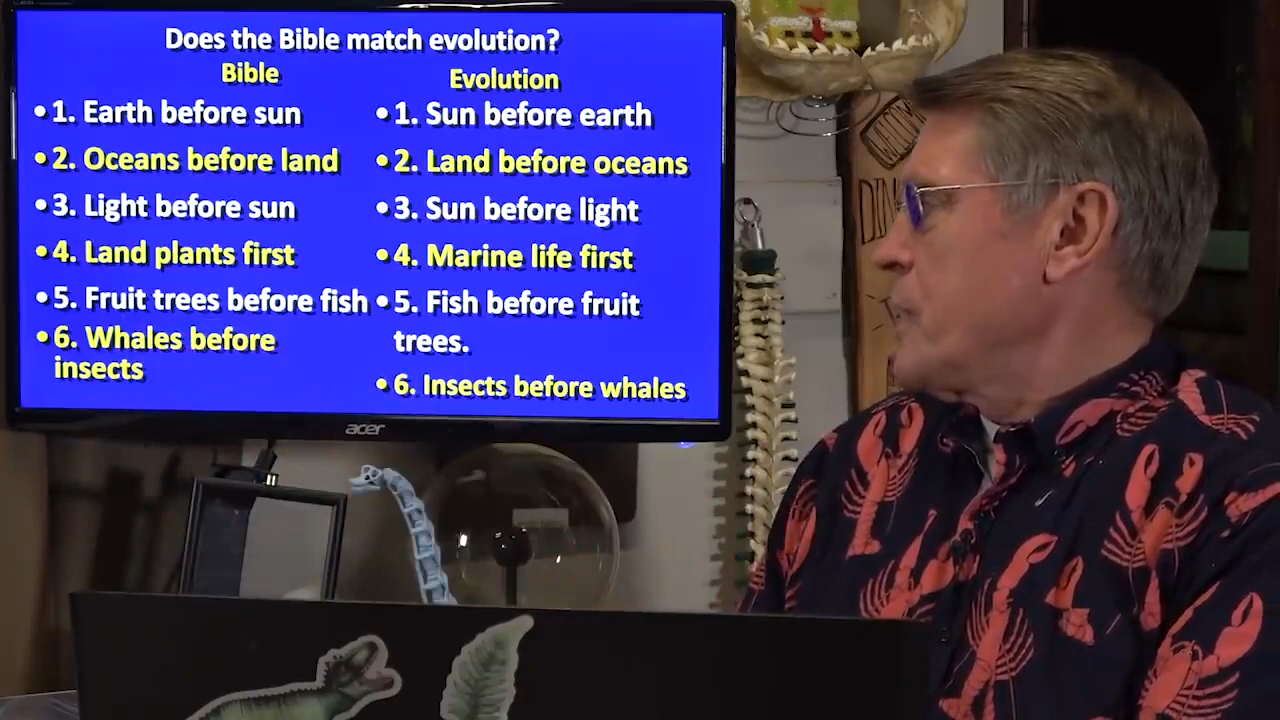 Does the Bible match evolution?
Bible
• 1. Earth before sun
• 2. Oceans before land
• 3. Light before sun
• 4. Land plants first
• 5. Fruit trees before fish
• 6. Whales before
insects
Evolution
• 1. Sun before earth
• 2. Land before oceans
• 3. Sun before light
• 4. Marine life first
• 5. Fish before fruit
trees.
• 6. Insects before whales
acer